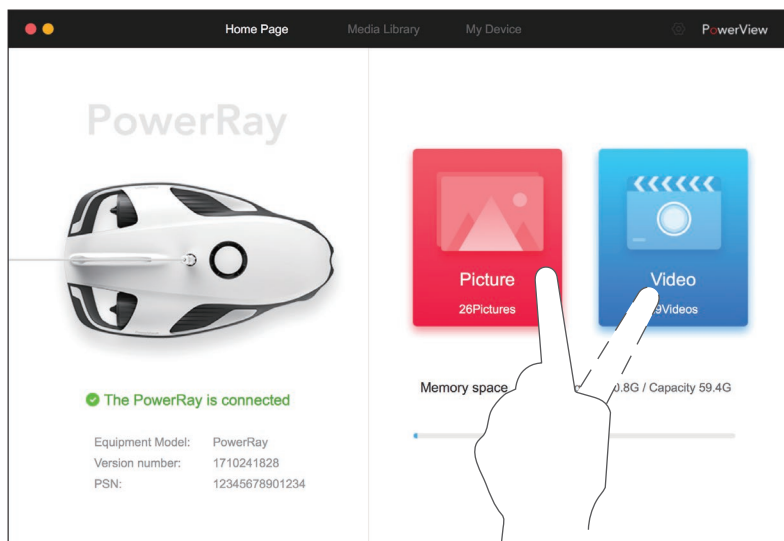 Home Page
Media Library
My Device
PowerView
PowerRay
Picture
26Pictures
Video
9Videos
Memory space
0.8G / Capacity 59.4G
The PowerRay is connected
Equipment Model: PowerRay
Version number: 1710241828
PSN: 12345678901234